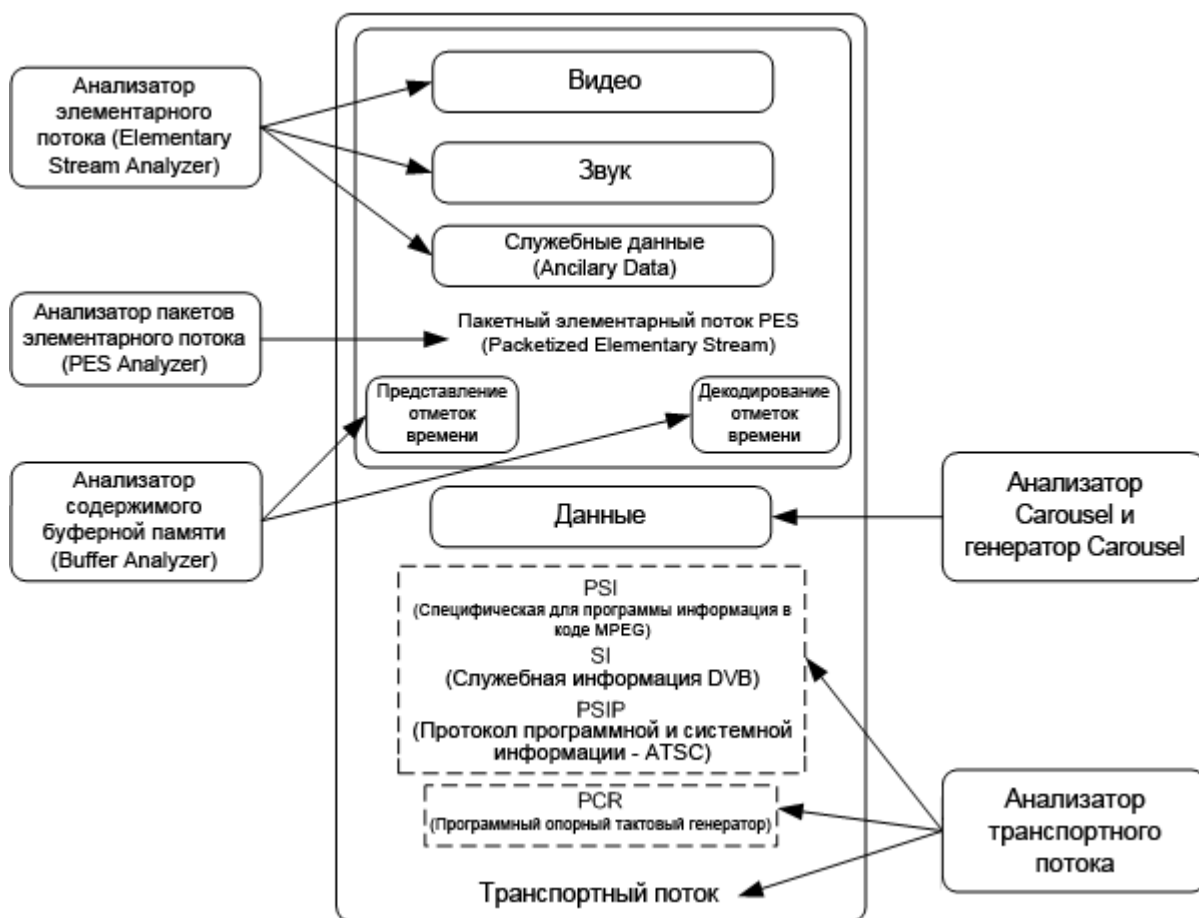 Анализатор
элементарного
потока (Elementary
Stream Analyzer)
Видео
Звук
Служебные данные
(Ancilary Data)
Анализатор пакетов
элементарного потока
(PES Analyzer)
Пакетный элементарный поток PES
(Packetized Elementary Stream)
Представление
отметок
времени
Декодирование
отметок
времени
Анализатор
содержимого
буферной памяти
(Buffer Analyzer)
Данные
Анализатор
Carousel и
генератор Carousel
PSI
(Специфическая для программы информация в
коде MPEG)
SI
(Служебная информация DVB)
PSIP
(Протокол программной и системной
информации - ATSC)
PCR
(Программный опорный тактовый генератор)
Анализатор
транспортного
потока
Транспортный поток